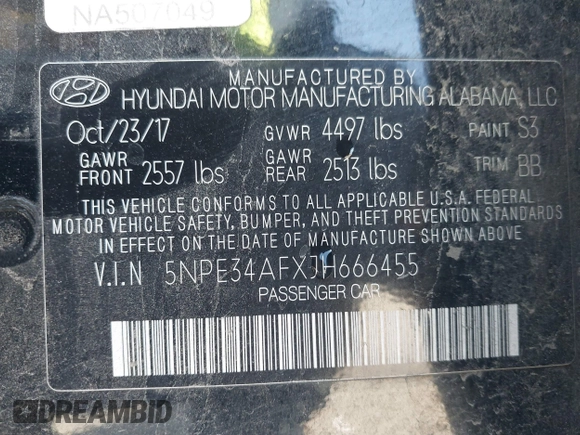 NA507049
MANUFACTURED BY
HYUNDAI MOTOR MANUFACTURING ALABAMA, LLC
Oct/23/17 GVWR 4497 lbs PAINT S3
GAWR FRONT 2557 lbs GAWR REAR 2513 lbs TRIM BB
THIS VEHICLE CONFORMS TO ALL APPLICABLE U.S.A. FEDERAL
MOTOR VEHICLE SAFETY, BUMPER, AND THEFT PREVENTION STANDARDS
IN EFFECT ON THE DATE OF MANUFACTURE SHOWN ABOVE.
V.I.N 5NPE34AFXJH666455
PASSENGER CAR
DREAMBID